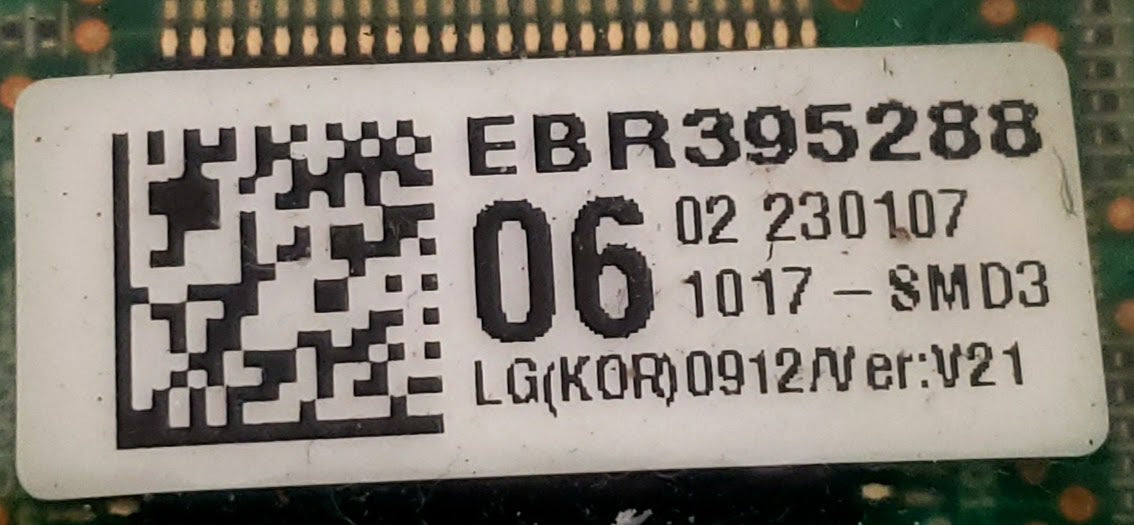 EBR395288
06 02 230107
1017 - SMD3
LG(KOR)0912/Ver:V21